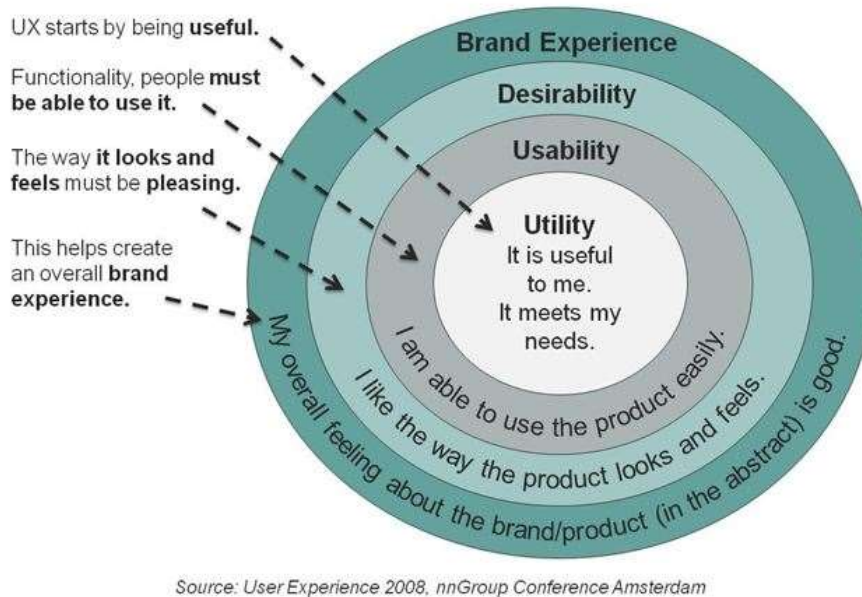 UX starts by being useful.
Functionality, people must
be able to use it.
The way it looks and
feels must be pleasing.
This helps create
an overall brand
experience.
Brand Experience
Desirability
Usability
Utility
It is useful
to me.
It meets my
needs.
I am able to use the product easily.
I like the way the product looks and feels.
My overall feeling about the brand/product (in the abstract) is good.
Source: User Experience 2008, nnGroup Conference Amsterdam